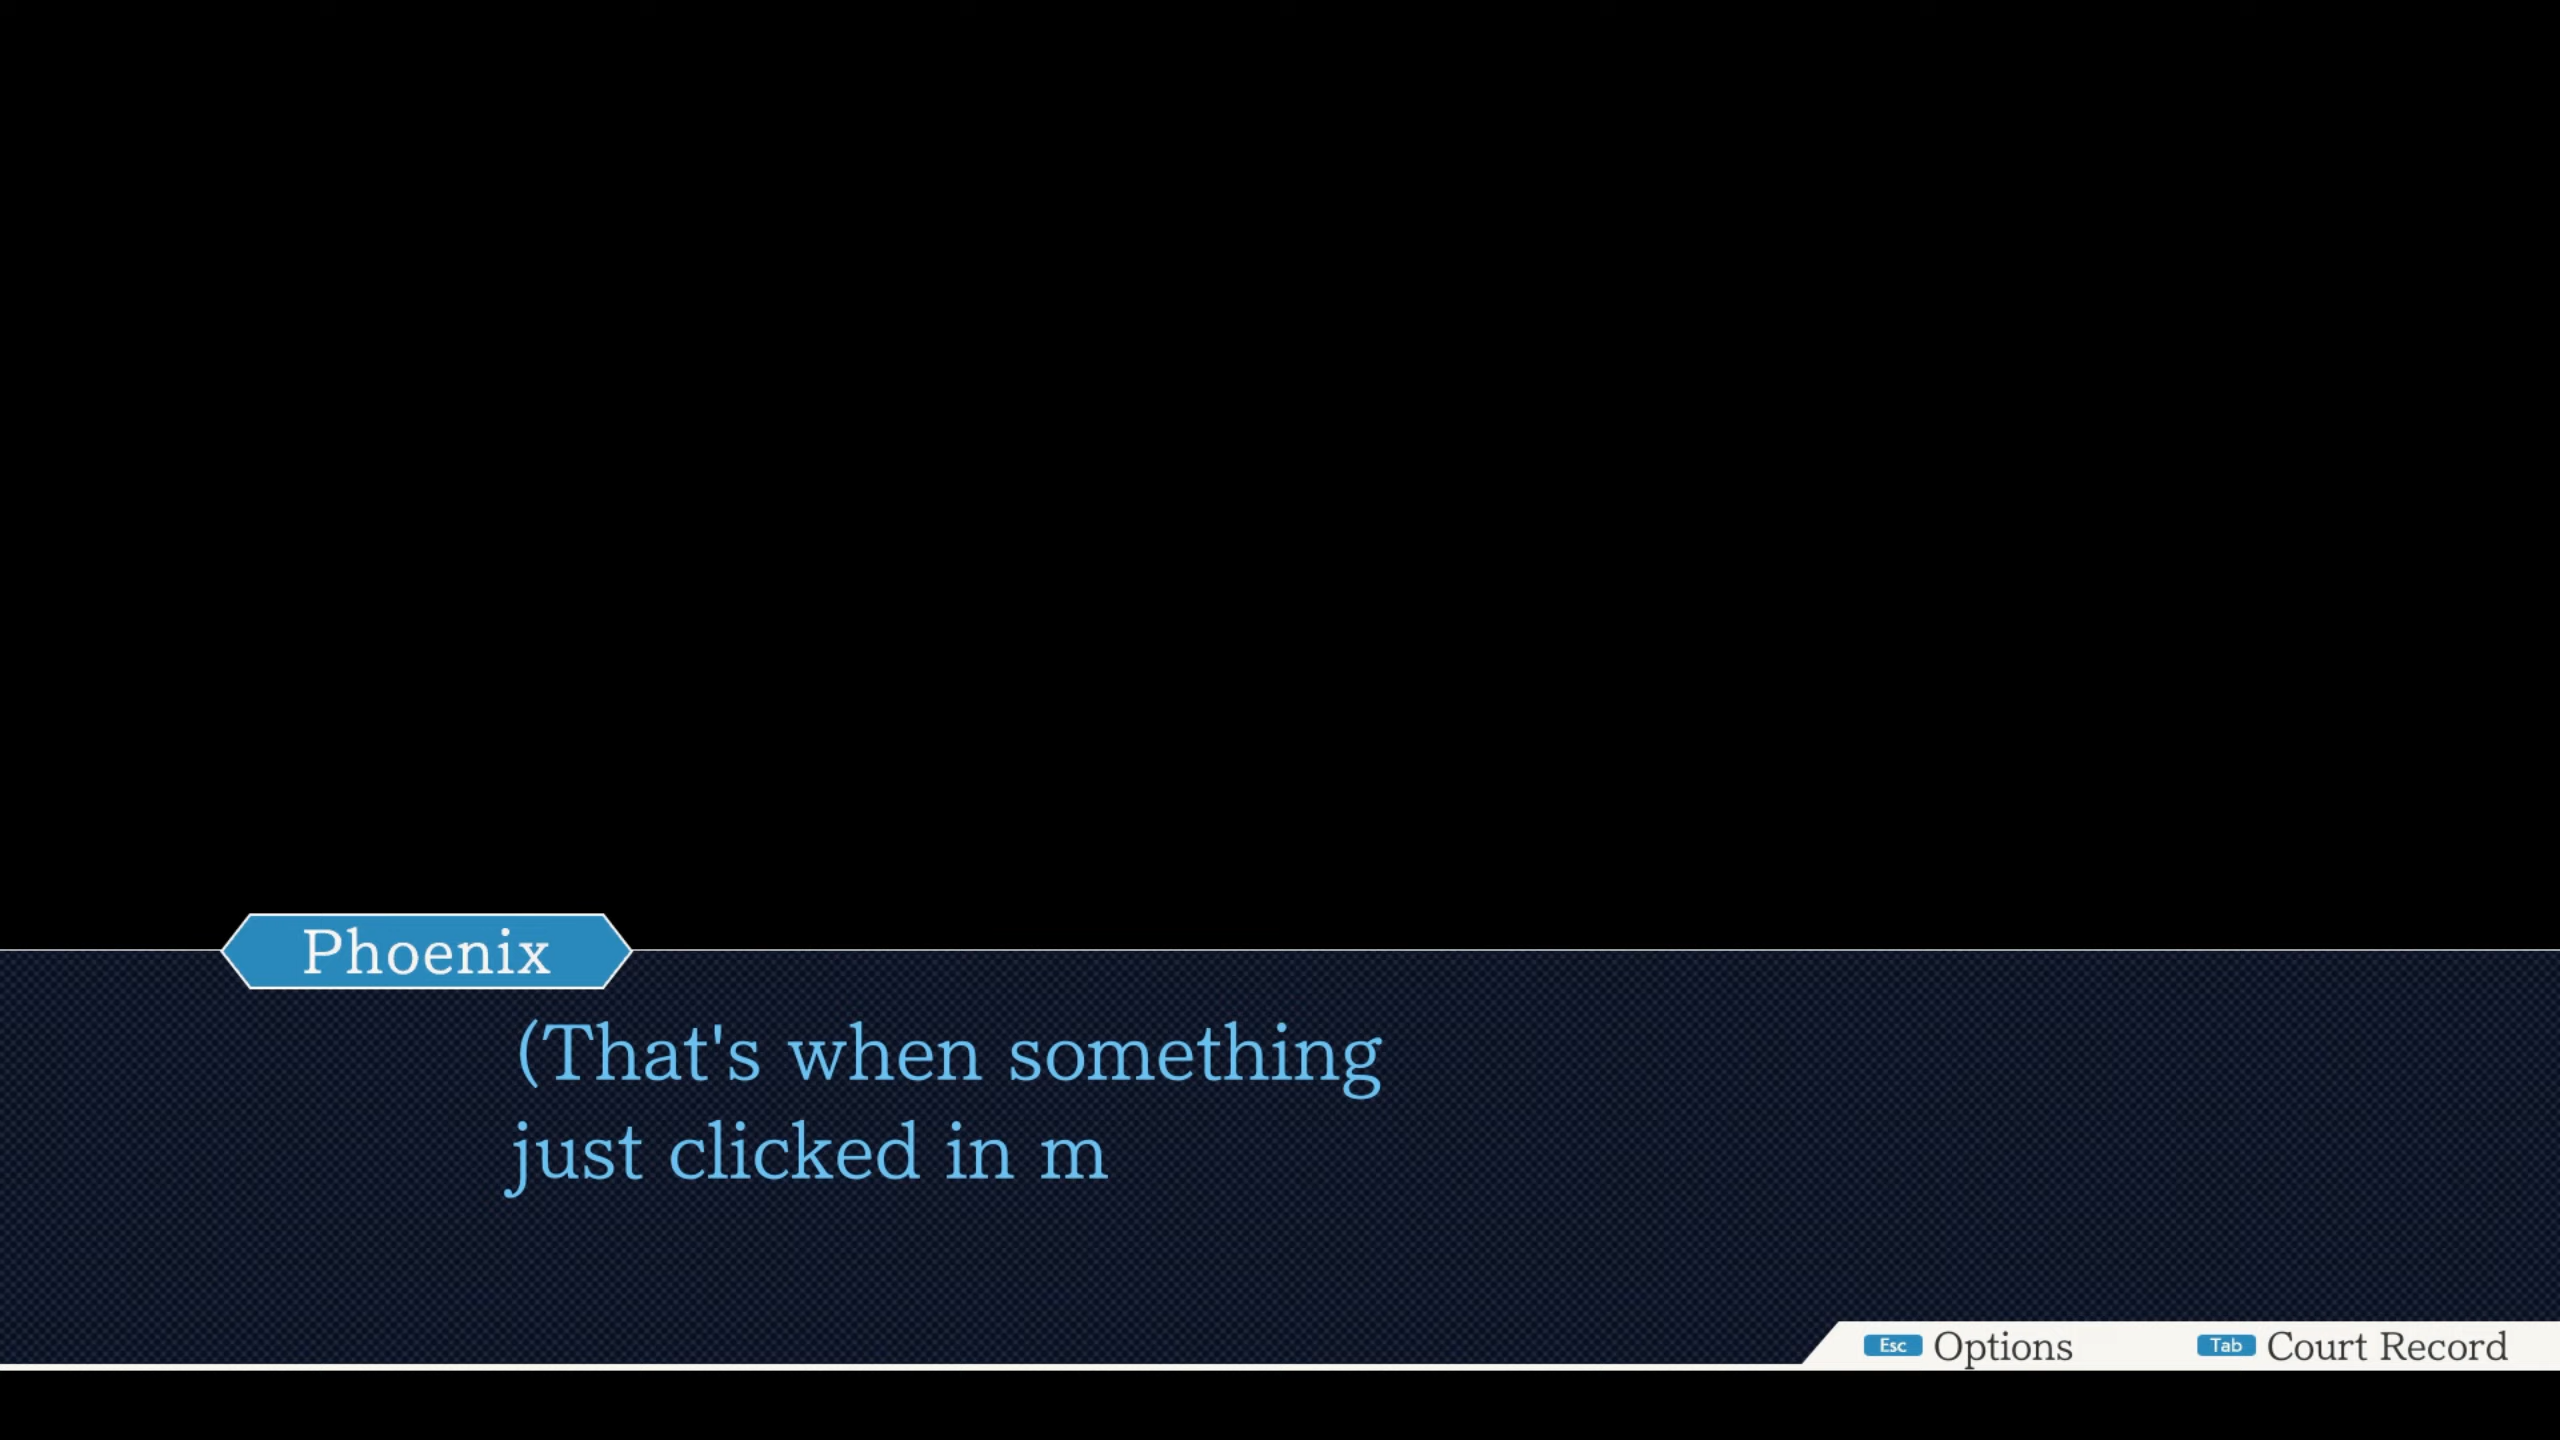 Phoenix
(That's when something
just clicked in m
Esc Options Tab Court Record